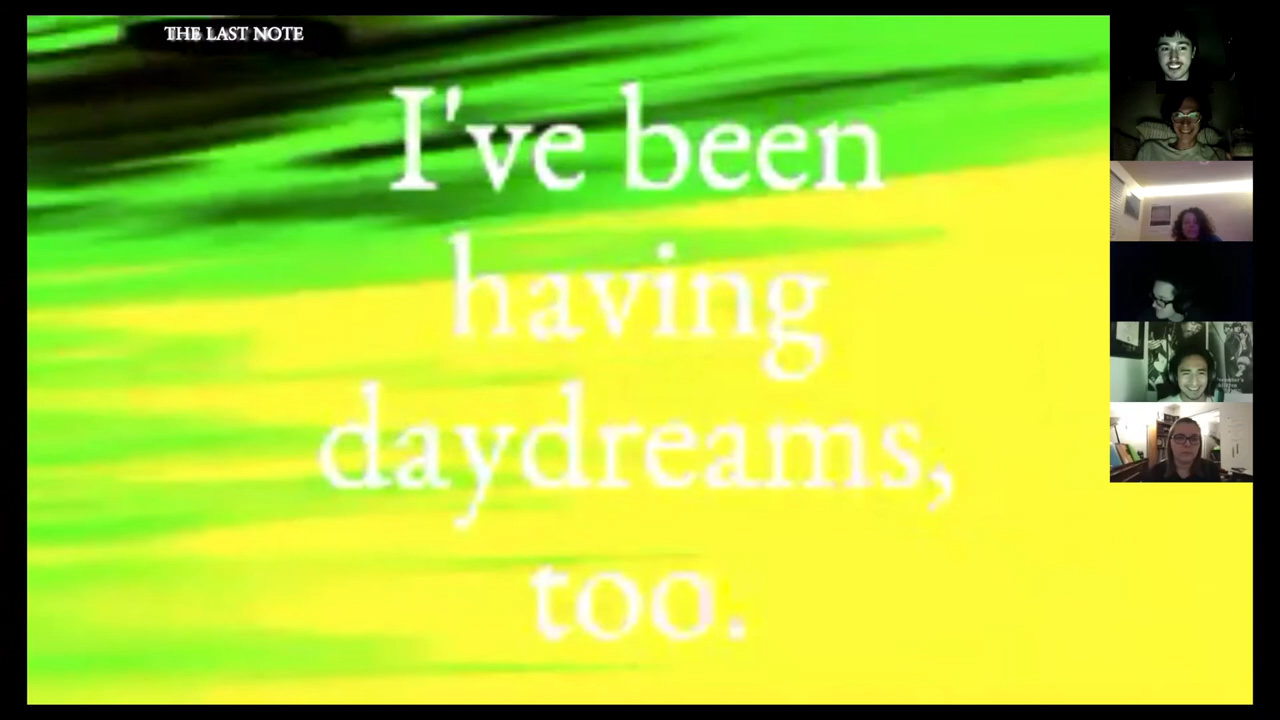 THE LAST NOTE
I've been
having
daydreams,
too.